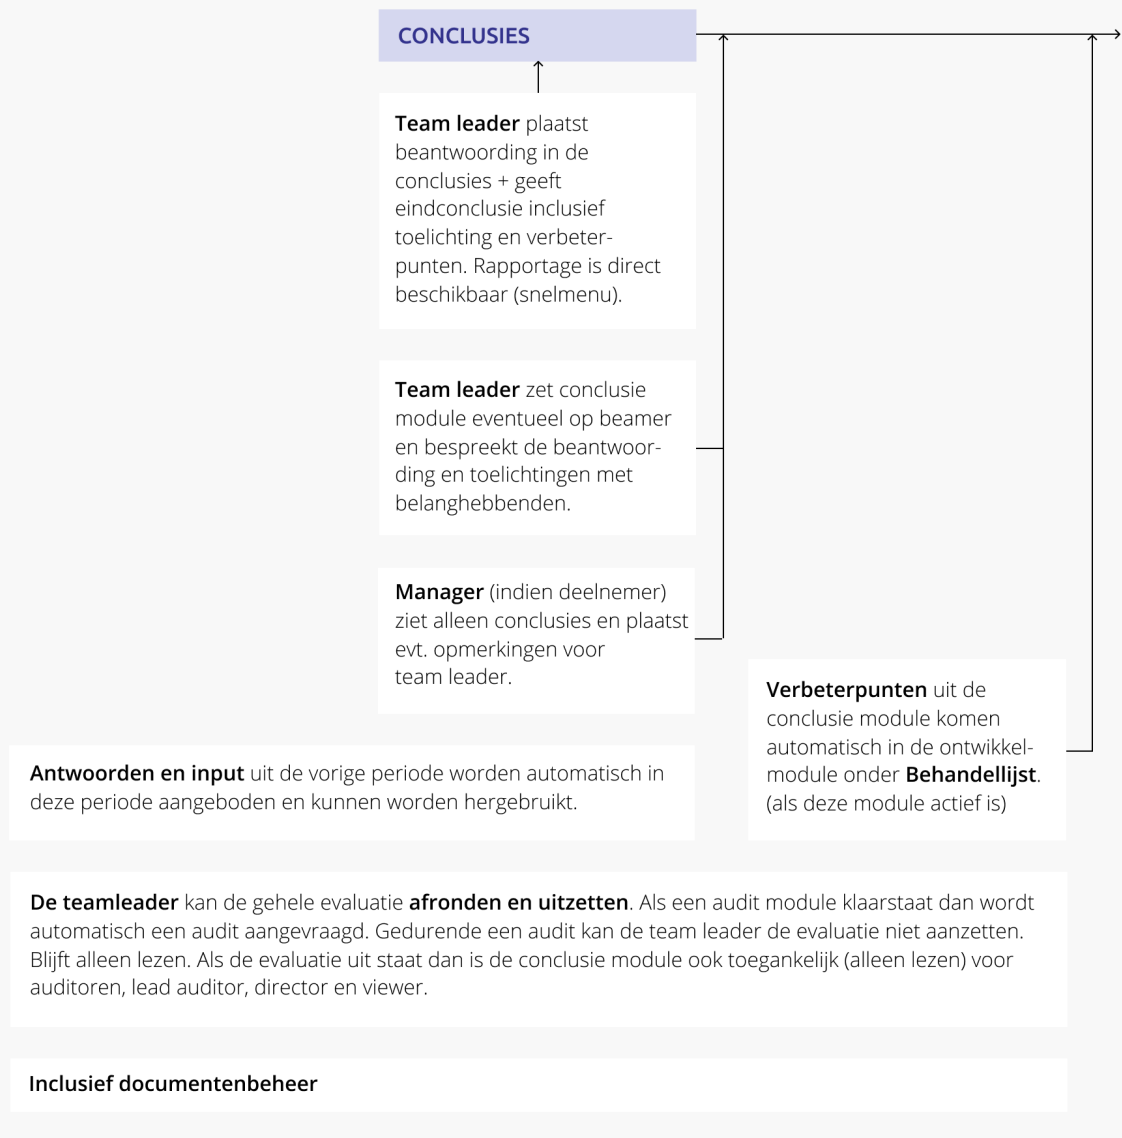 CONCLUSIES
Team leader plaatst
beantwoording in de
conclusies + geeft
eindconclusie inclusief
toelichting en verbeter-
punten. Rapportage is direct
beschikbaar (snelmenu).
Team leader zet conclusie
module eventueel op beamer
en bespreekt de beantwoor-
ding en toelichtingen met
belanghebbenden.
Manager (indien deelnemer)
ziet alleen conclusies en plaatst
evt. opmerkingen voor
team leader.
Verbeterpunten uit de
conclusie module komen
automatisch in de ontwikkel-
module onder Behandellijst.
(als deze module actief is)
Antwoorden en input uit de vorige periode worden automatisch in
deze periode aangeboden en kunnen worden hergebruikt.
De teamleader kan de gehele evaluatie afronden en uitzetten. Als een audit module klaarstaat dan wordt
automatisch een audit aangevraagd. Gedurende een audit kan de team leader de evaluatie niet aanzetten.
Blijft alleen lezen. Als de evaluatie uit staat dan is de conclusie module ook toegankelijk (alleen lezen) voor
auditoren, lead auditor, director en viewer.
Inclusief documentenbeheer